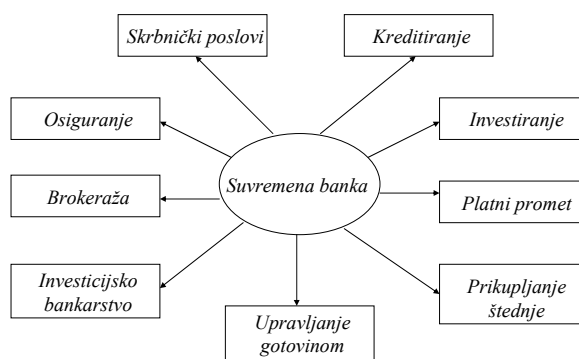 Skrbnički poslovi
Kreditiranje
Osiguranje
Investiranje
Suvremena banka
Brokeraža
Platni promet
Investicijsko
bankarstvo
Prikupljanje
štednje
Upravljanje
gotovinom